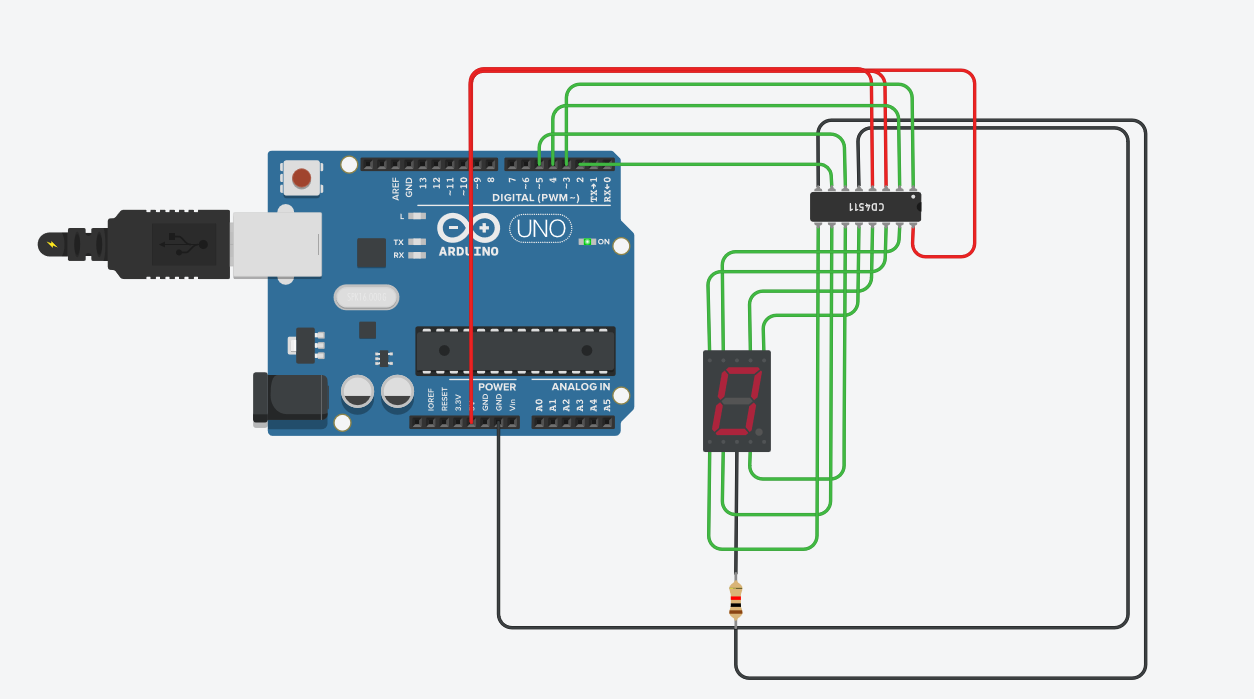 AREF
GND
13
12
~11
~10
~9
8
7
~6
~5
4
~3
2
TX→1
RX←0
DIGITAL (PWM~)
L
TX
RX
ARDUINO
UNO
ON
CD4511
IOREF
RESET
3.3V
GND
GND
Vin
POWER
ANALOG IN
A0
A1
A2
A3
A4
A5